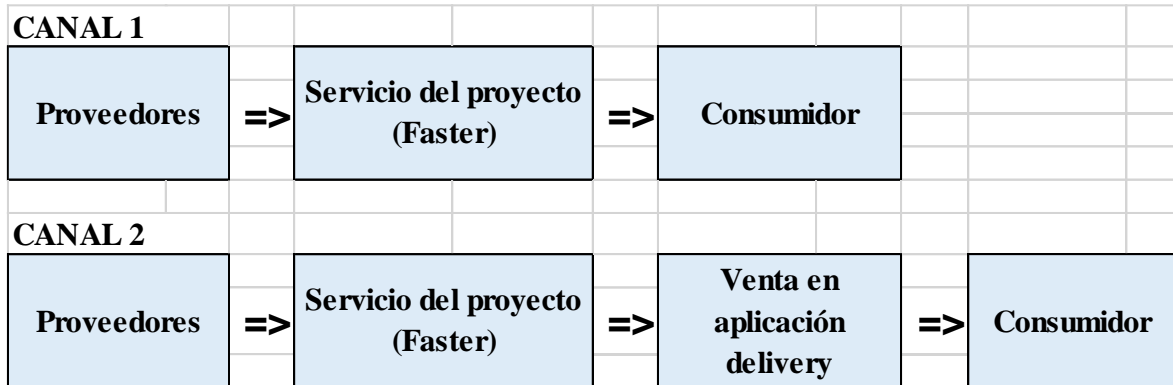 CANAL 1
Proveedores => Servicio del proyecto (Faster) => Consumidor
CANAL 2
Proveedores => Servicio del proyecto (Faster) => Venta en aplicación delivery => Consumidor